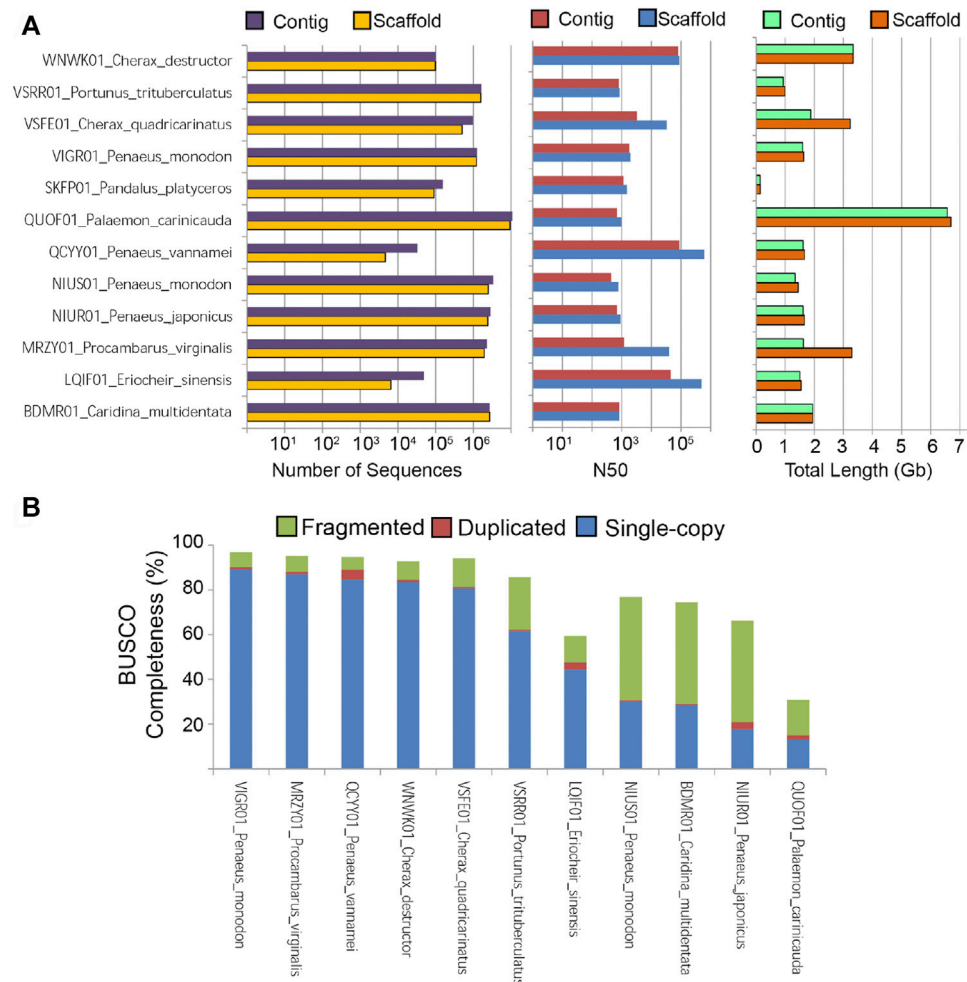 A
Contig Scaffold
Contig Scaffold
Contig Scaffold
WNWK01_Cherax_destructor
VSRR01_Portunus_trituberculatus
VSFE01_Cherax_quadricarinatus
VIGR01_Penaeus_monodon
SKFP01_Pandalus_platyceros
QUOF01_Palaemon_carinicauda
QCYY01_Penaeus_vannamei
NIUS01_Penaeus_monodon
NIUR01_Penaeus_japonicus
MRZY01_Procambarus_virginalis
LQIF01_Eriocheir_sinensis
BDMR01_Caridina_multidentata
10¹ 10² 10³ 10⁴ 10⁵ 10⁶
Number of Sequences
10¹ 10³ 10⁵
N50
0 1 2 3 4 5 6 7
Total Length (Gb)
B
Fragmented Duplicated Single-copy
BUSCO
Completeness (%)
100
80
60
40
20
VIGR01_Penaeus_monodon
MRZY01_Procambarus_virginalis
QCYY01_Penaeus_vannamei
WNWK01_Cherax_destructor
VSFE01_Cherax_quadricarinatus
VSRR01_Portunus_trituberculatus
LQIF01_Eriocheir_sinensis
NIUS01_Penaeus_monodon
BDMR01_Caridina_multidentata
NIUR01_Penaeus_japonicus
QUOF01_Palaemon_carinicauda